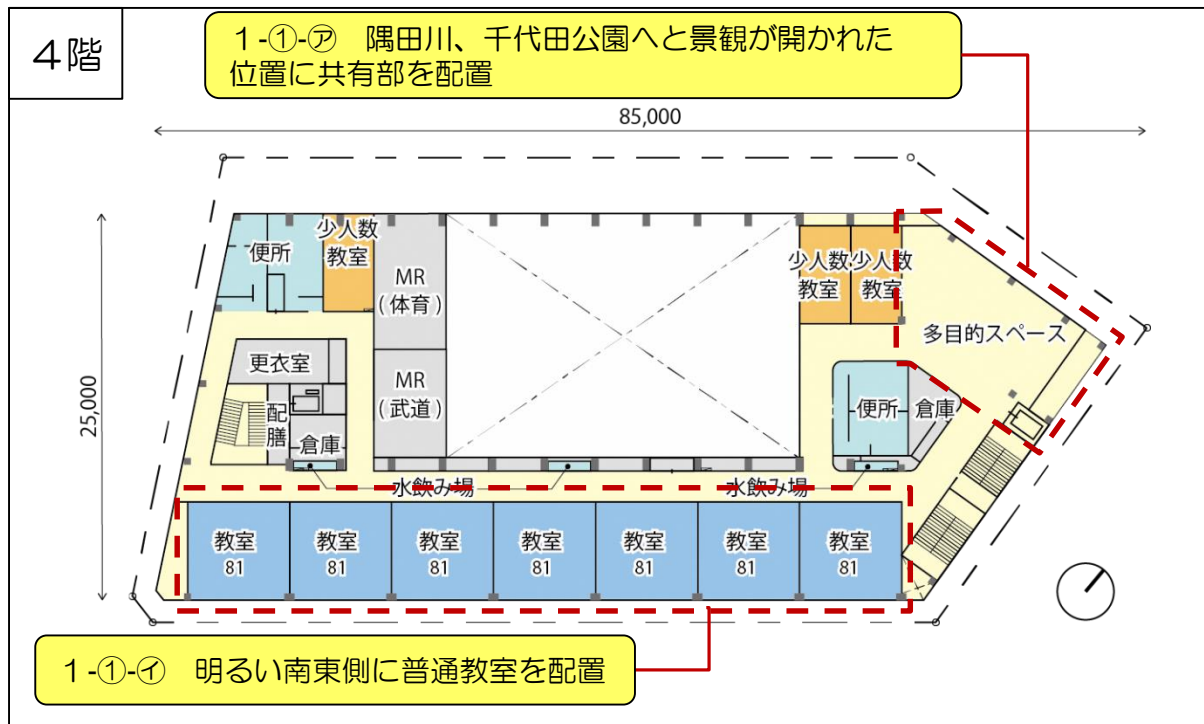 4階
1-①-㋐ 隅田川、千代田公園へと景観が開かれた
位置に共有部を配置
85,000
25,000
便所
少人数
教室
MR
(体育)
少人数
教室
少人数
教室
多目的スペース
更衣室
MR
(武道)
配
膳
倉庫
便所
倉庫
水飲み場
水飲み場
教室
81
教室
81
教室
81
教室
81
教室
81
教室
81
教室
81
1-①-㋑ 明るい南東側に普通教室を配置